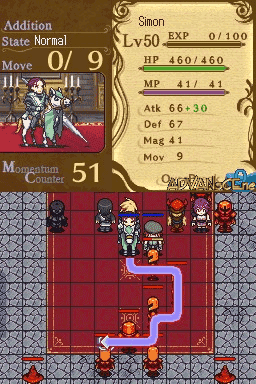 Addition
State Normal
Move 0/ 9
Momentum
Counter 51
Simon
Lv50 EXP 0/100
HP 460/460
MP 41/ 41
Atk 66+30
Def 67
Mag 41
Mov 9